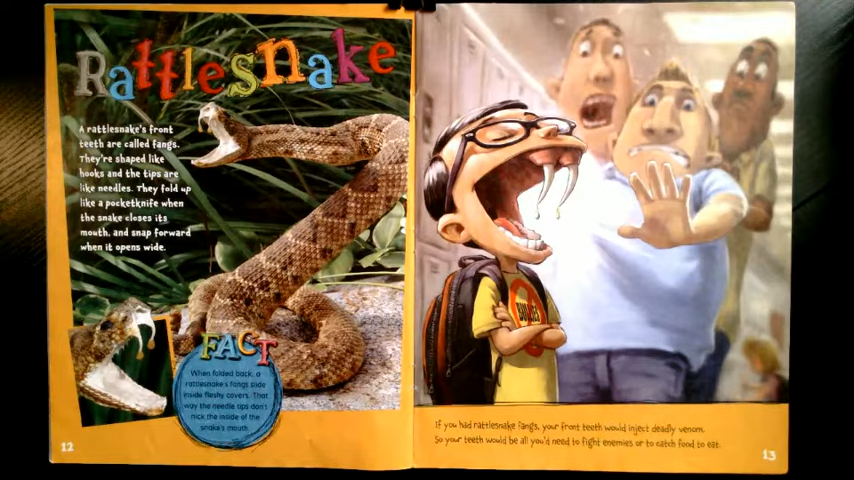 Rattlesnake
A rattlesnake's front
teeth are called fangs.
They're shaped like
hooks and the tips are
like needles. They fold up
like a pocketknife when
the snake closes its
mouth, and snap forward
when it opens wide.
FACT
When folded back, a
rattlesnake's fangs slide
inside fleshy covers. That
way the needle tips don't
nick the inside of the
snake's mouth.
12
If you had rattlesnake fangs, your front teeth would inject deadly venom.
So your teeth would be all you'd need to fight enemies or to catch food to eat.
13